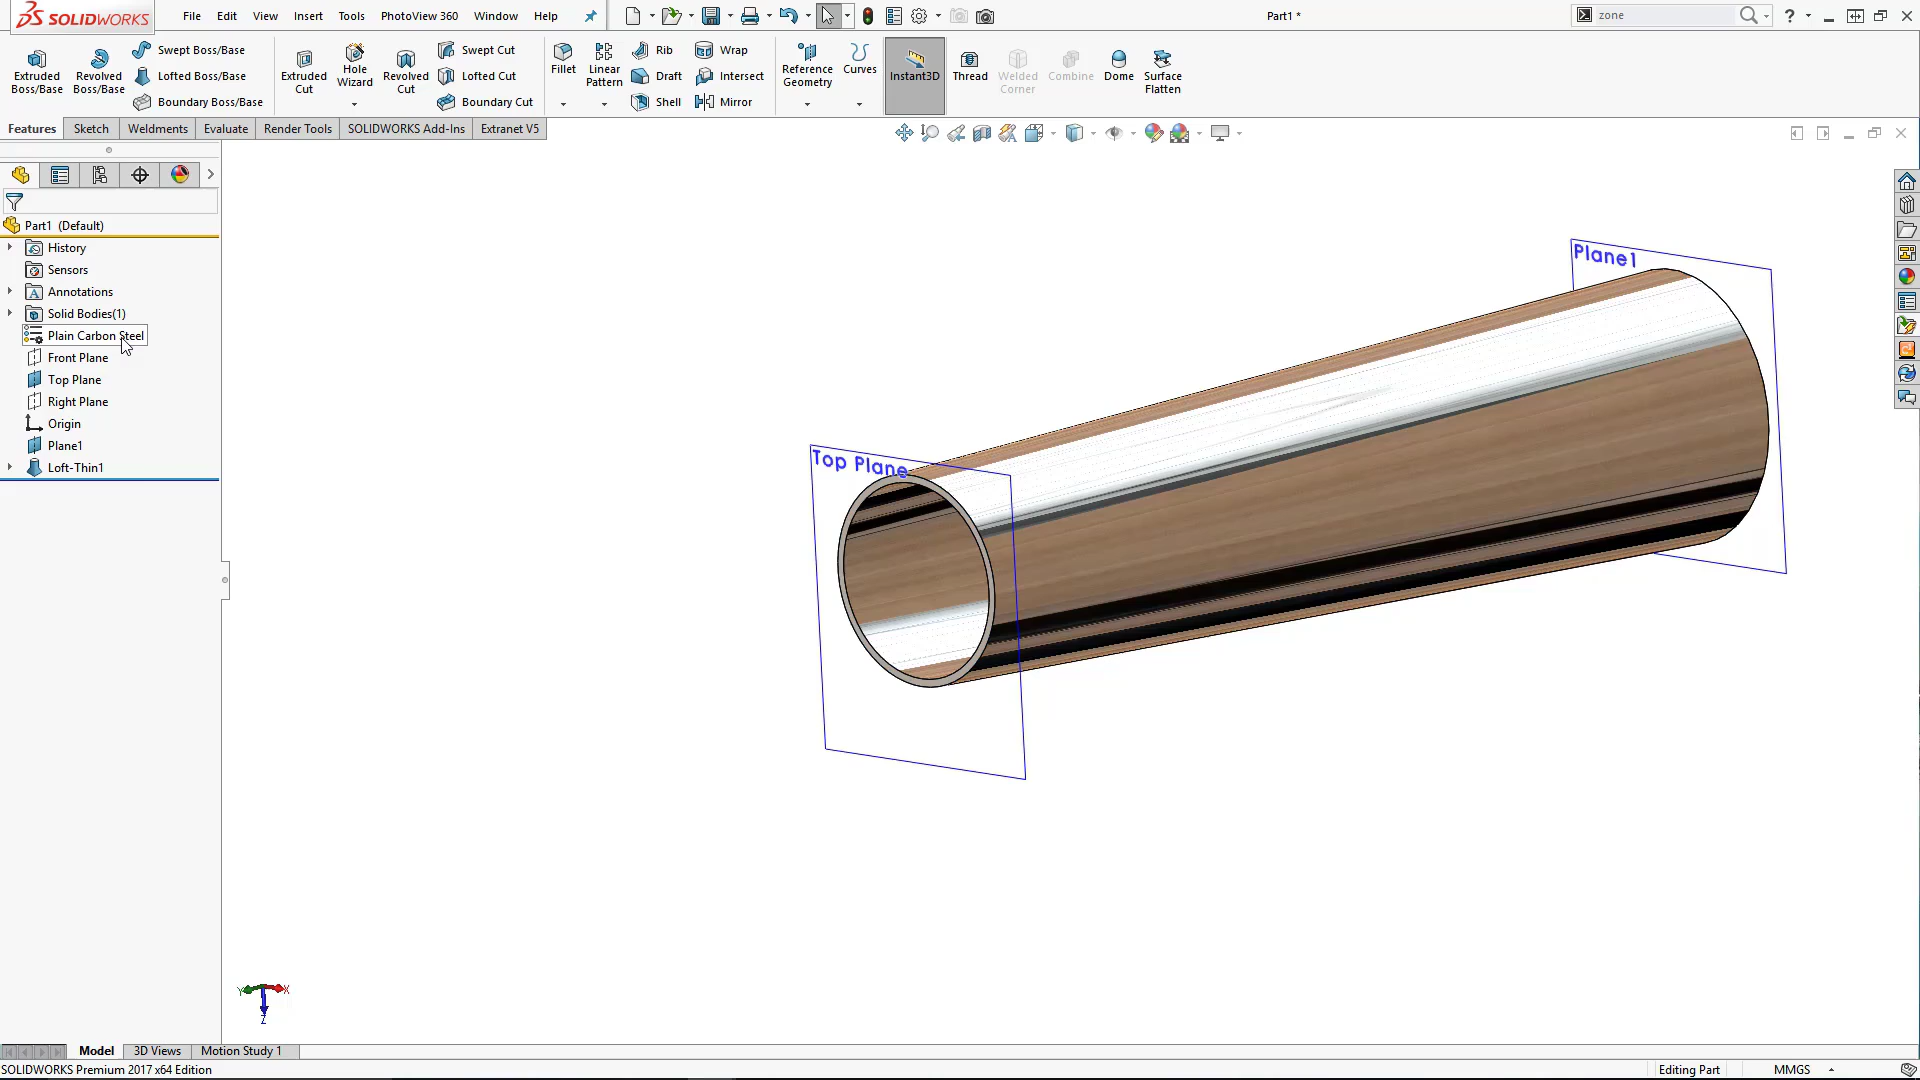 SOLIDWORKS File Edit View Insert Tools PhotoView 360 Window Help Part1 * zone ?
Extruded Boss/Base
Revolved Boss/Base
Swept Boss/Base
Lofted Boss/Base
Boundary Boss/Base
Extruded Cut
Hole Wizard
Revolved Cut
Swept Cut
Lofted Cut
Boundary Cut
Fillet
Linear Pattern
Rib
Draft
Shell
Wrap
Intersect
Mirror
Reference Geometry
Curves
Instant3D
Thread
Welded Corner
Combine
Dome
Surface Flatten
Features Sketch Weldments Evaluate Render Tools SOLIDWORKS Add-Ins Extranet V5
Part1 (Default)
History
Sensors
Annotations
Solid Bodies(1)
Plain Carbon Steel
Front Plane
Top Plane
Right Plane
Origin
Plane1
Loft-Thin1
Plane1
Top Plane
Y X
Z
Model 3D Views Motion Study 1
SOLIDWORKS Premium 2017 x64 Edition Editing Part MMGS